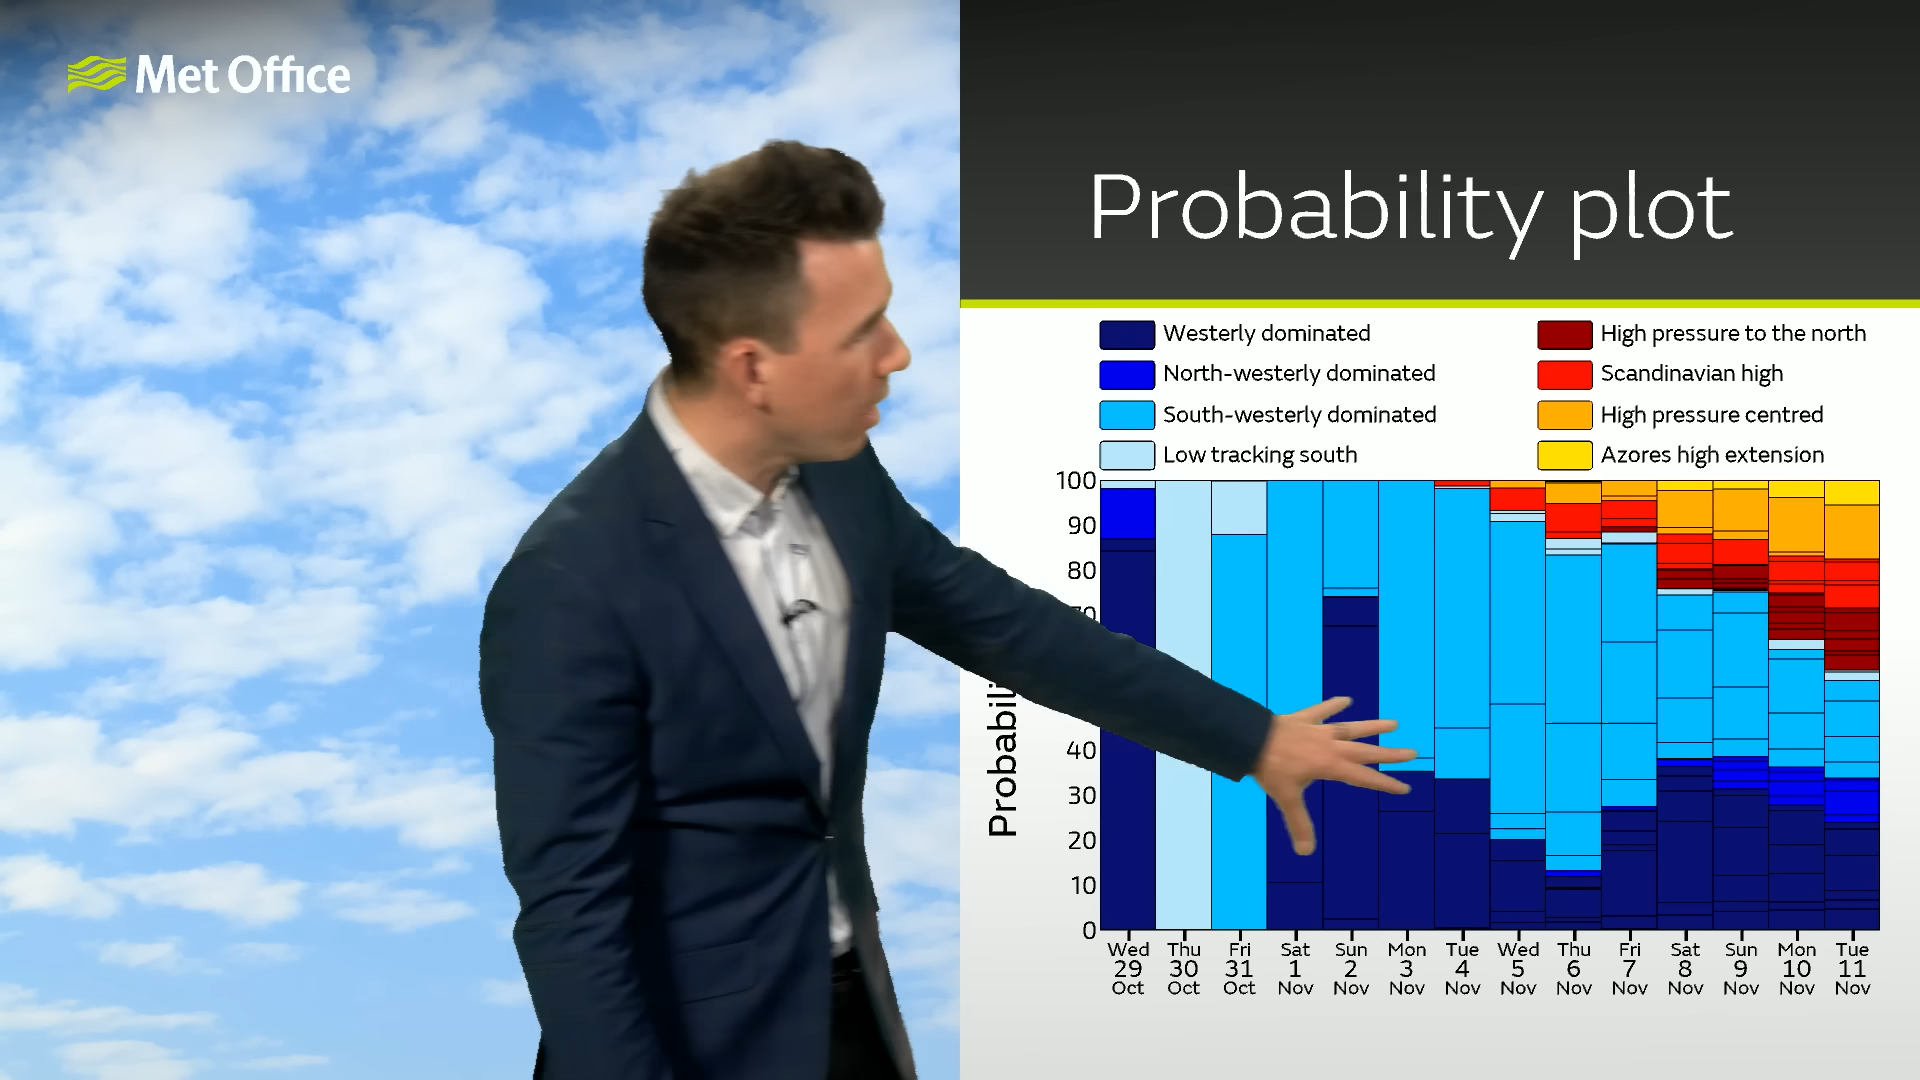 Met Office
Probability plot
Westerly dominated
North-westerly dominated
South-westerly dominated
Low tracking south
High pressure to the north
Scandinavian high
High pressure centred
Azores high extension
100
90
80
40
30
20
10
0
Wed 29 Oct
Thu 30 Oct
Fri 31 Oct
Sat 1 Nov
Sun 2 Nov
Mon 3 Nov
Tue 4 Nov
Wed 5 Nov
Thu 6 Nov
Fri 7 Nov
Sat 8 Nov
Sun 9 Nov
Mon 10 Nov
Tue 11 Nov